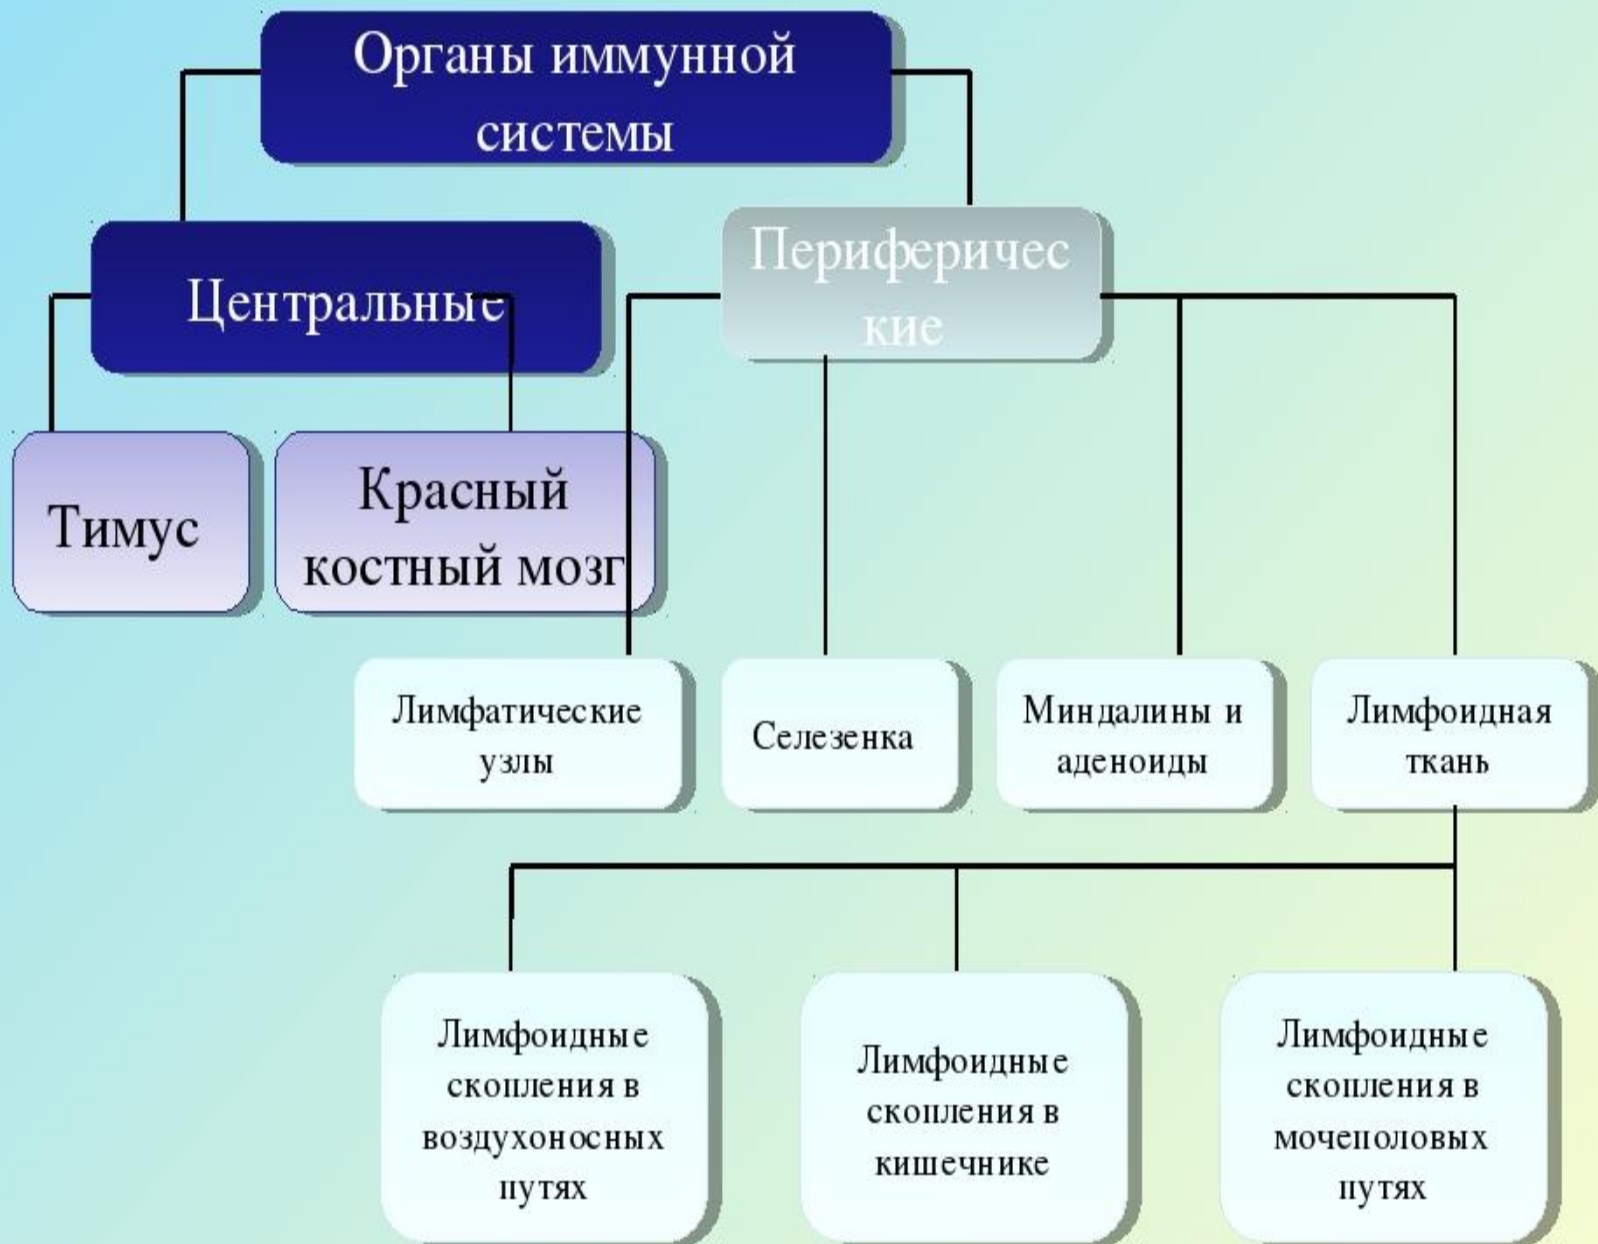 Органы иммунной
системы
Центральные
Периферичес
кие
Тимус
Красный
костный мозг
Лимфатические
узлы
Селезенка
Миндалины и
аденоиды
Лимфоидная
ткань
Лимфоидные
скопления в
воздухоносных
путях
Лимфоидные
скопления в
кишечнике
Лимфоидные
скопления в
мочеполовых
путях